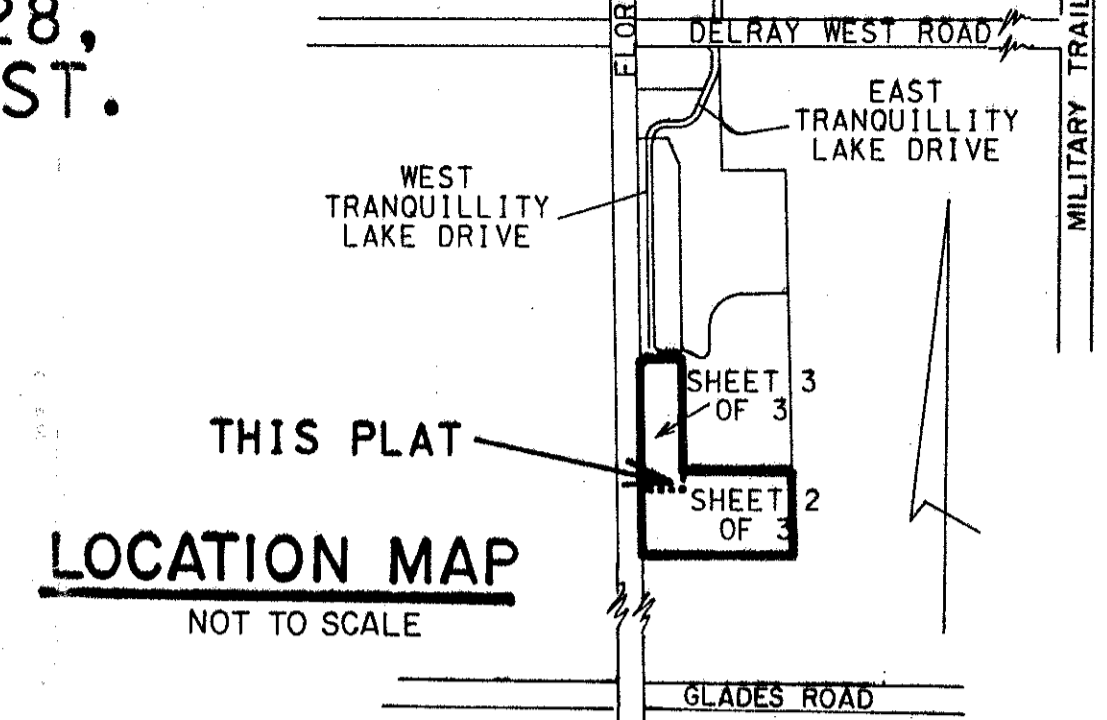 28,
ST.
FLOR
DELRAY WEST ROAD
MILITARY TRAIL
EAST
TRANQUILLITY
LAKE DRIVE
WEST
TRANQUILLITY
LAKE DRIVE
SHEET 3
OF 3
THIS PLAT
SHEET 2
OF 3
LOCATION MAP
NOT TO SCALE
GLADES ROAD